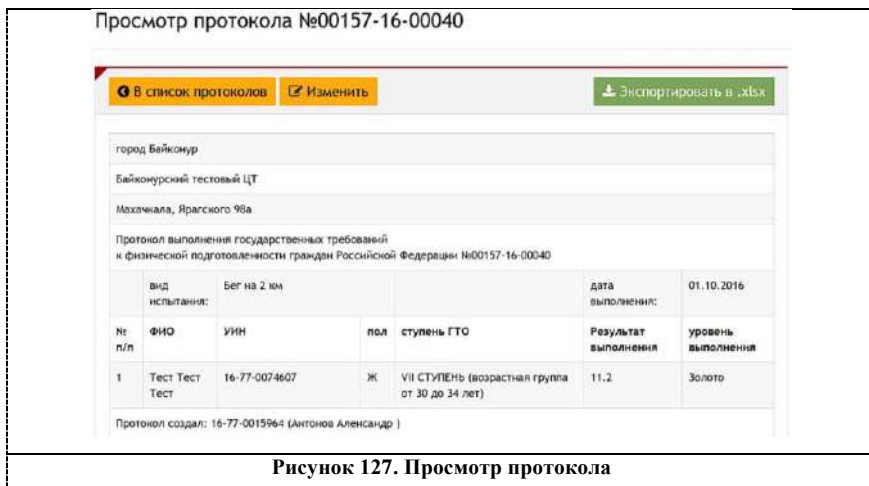 Просмотр протокола №00157-16-00040
В список протоколов Изменить Экспортировать в .xlsx
город Байконур
Байконурский тестовый ЦТ
Махачкала, Ярагского 98а
Протокол выполнения государственных требований
к физической подготовленности граждан Российской Федерации №00157-16-00040
вид испытания: Бег на 2 км дата выполнения: 01.10.2016
№ п/п ФИО УИН пол ступень ГТО Результат выполнения уровень выполнения
1 Тест Тест Тест 16-77-0074607 Ж VII СТУПЕНЬ (возрастная группа от 30 до 34 лет) 11.2 Золото
Протокол создал: 16-77-0015964 (Антонов Александр )
Рисунок 127. Просмотр протокола